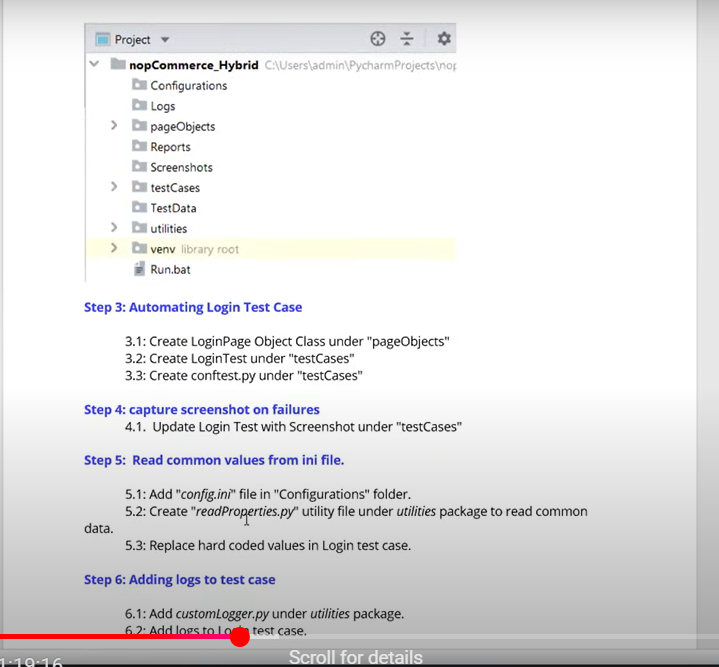 Project
nopCommerce_Hybrid C:\Users\admin\PycharmProjects\nop
Configurations
Logs
pageObjects
Reports
Screenshots
testCases
TestData
utilities
venv library root
Run.bat
Step 3: Automating Login Test Case
3.1: Create LoginPage Object Class under "pageObjects"
3.2: Create LoginTest under "testCases"
3.3: Create conftest.py under "testCases"
Step 4: capture screenshot on failures
4.1. Update Login Test with Screenshot under "testCases"
Step 5: Read common values from ini file.
5.1: Add "config.ini" file in "Configurations" folder.
5.2: Create "readProperties.py" utility file under utilities package to read common
data.
5.3: Replace hard coded values in Login test case.
Step 6: Adding logs to test case
6.1: Add customLogger.py under utilities package.
6.2: Add logs to Login test case.
1:19:16
Scroll for details